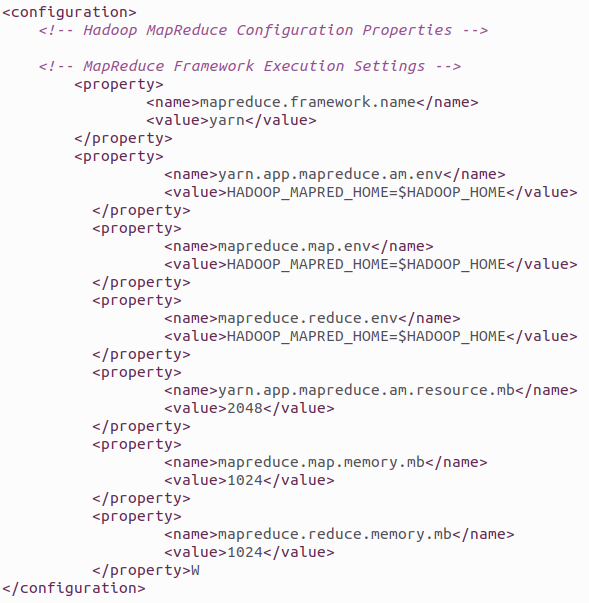 <configuration>
<!-- Hadoop MapReduce Configuration Properties -->
<!-- MapReduce Framework Execution Settings -->
<property>
<name>mapreduce.framework.name</name>
<value>yarn</value>
</property>
<property>
<name>yarn.app.mapreduce.am.env</name>
<value>HADOOP_MAPRED_HOME=$HADOOP_HOME</value>
</property>
<property>
<name>mapreduce.map.env</name>
<value>HADOOP_MAPRED_HOME=$HADOOP_HOME</value>
</property>
<property>
<name>mapreduce.reduce.env</name>
<value>HADOOP_MAPRED_HOME=$HADOOP_HOME</value>
</property>
<property>
<name>yarn.app.mapreduce.am.resource.mb</name>
<value>2048</value>
</property>
<property>
<name>mapreduce.map.memory.mb</name>
<value>1024</value>
</property>
<property>
<name>mapreduce.reduce.memory.mb</name>
<value>1024</value>
</property>W
</configuration>